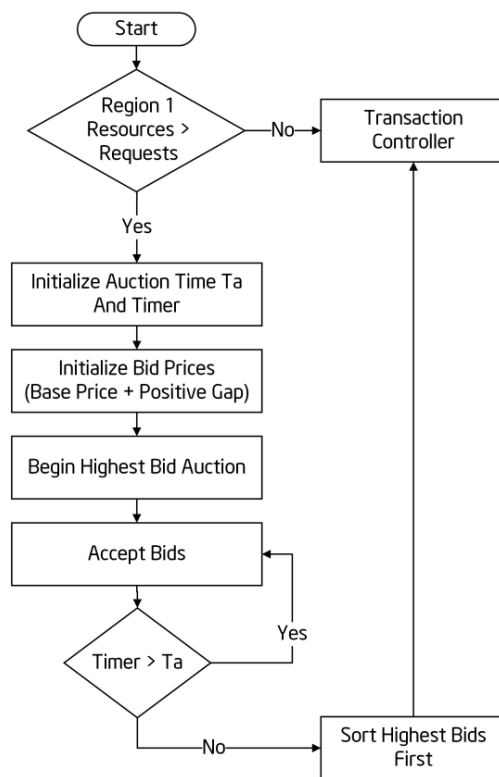 Start
Region 1
Resources >
Requests
No
Transaction
Controller
Yes
Initialize Auction Time Ta
And Timer
Initialize Bid Prices
(Base Price + Positive Gap)
Begin Highest Bid Auction
Accept Bids
Yes
Timer > Ta
No
Sort Highest Bids
First